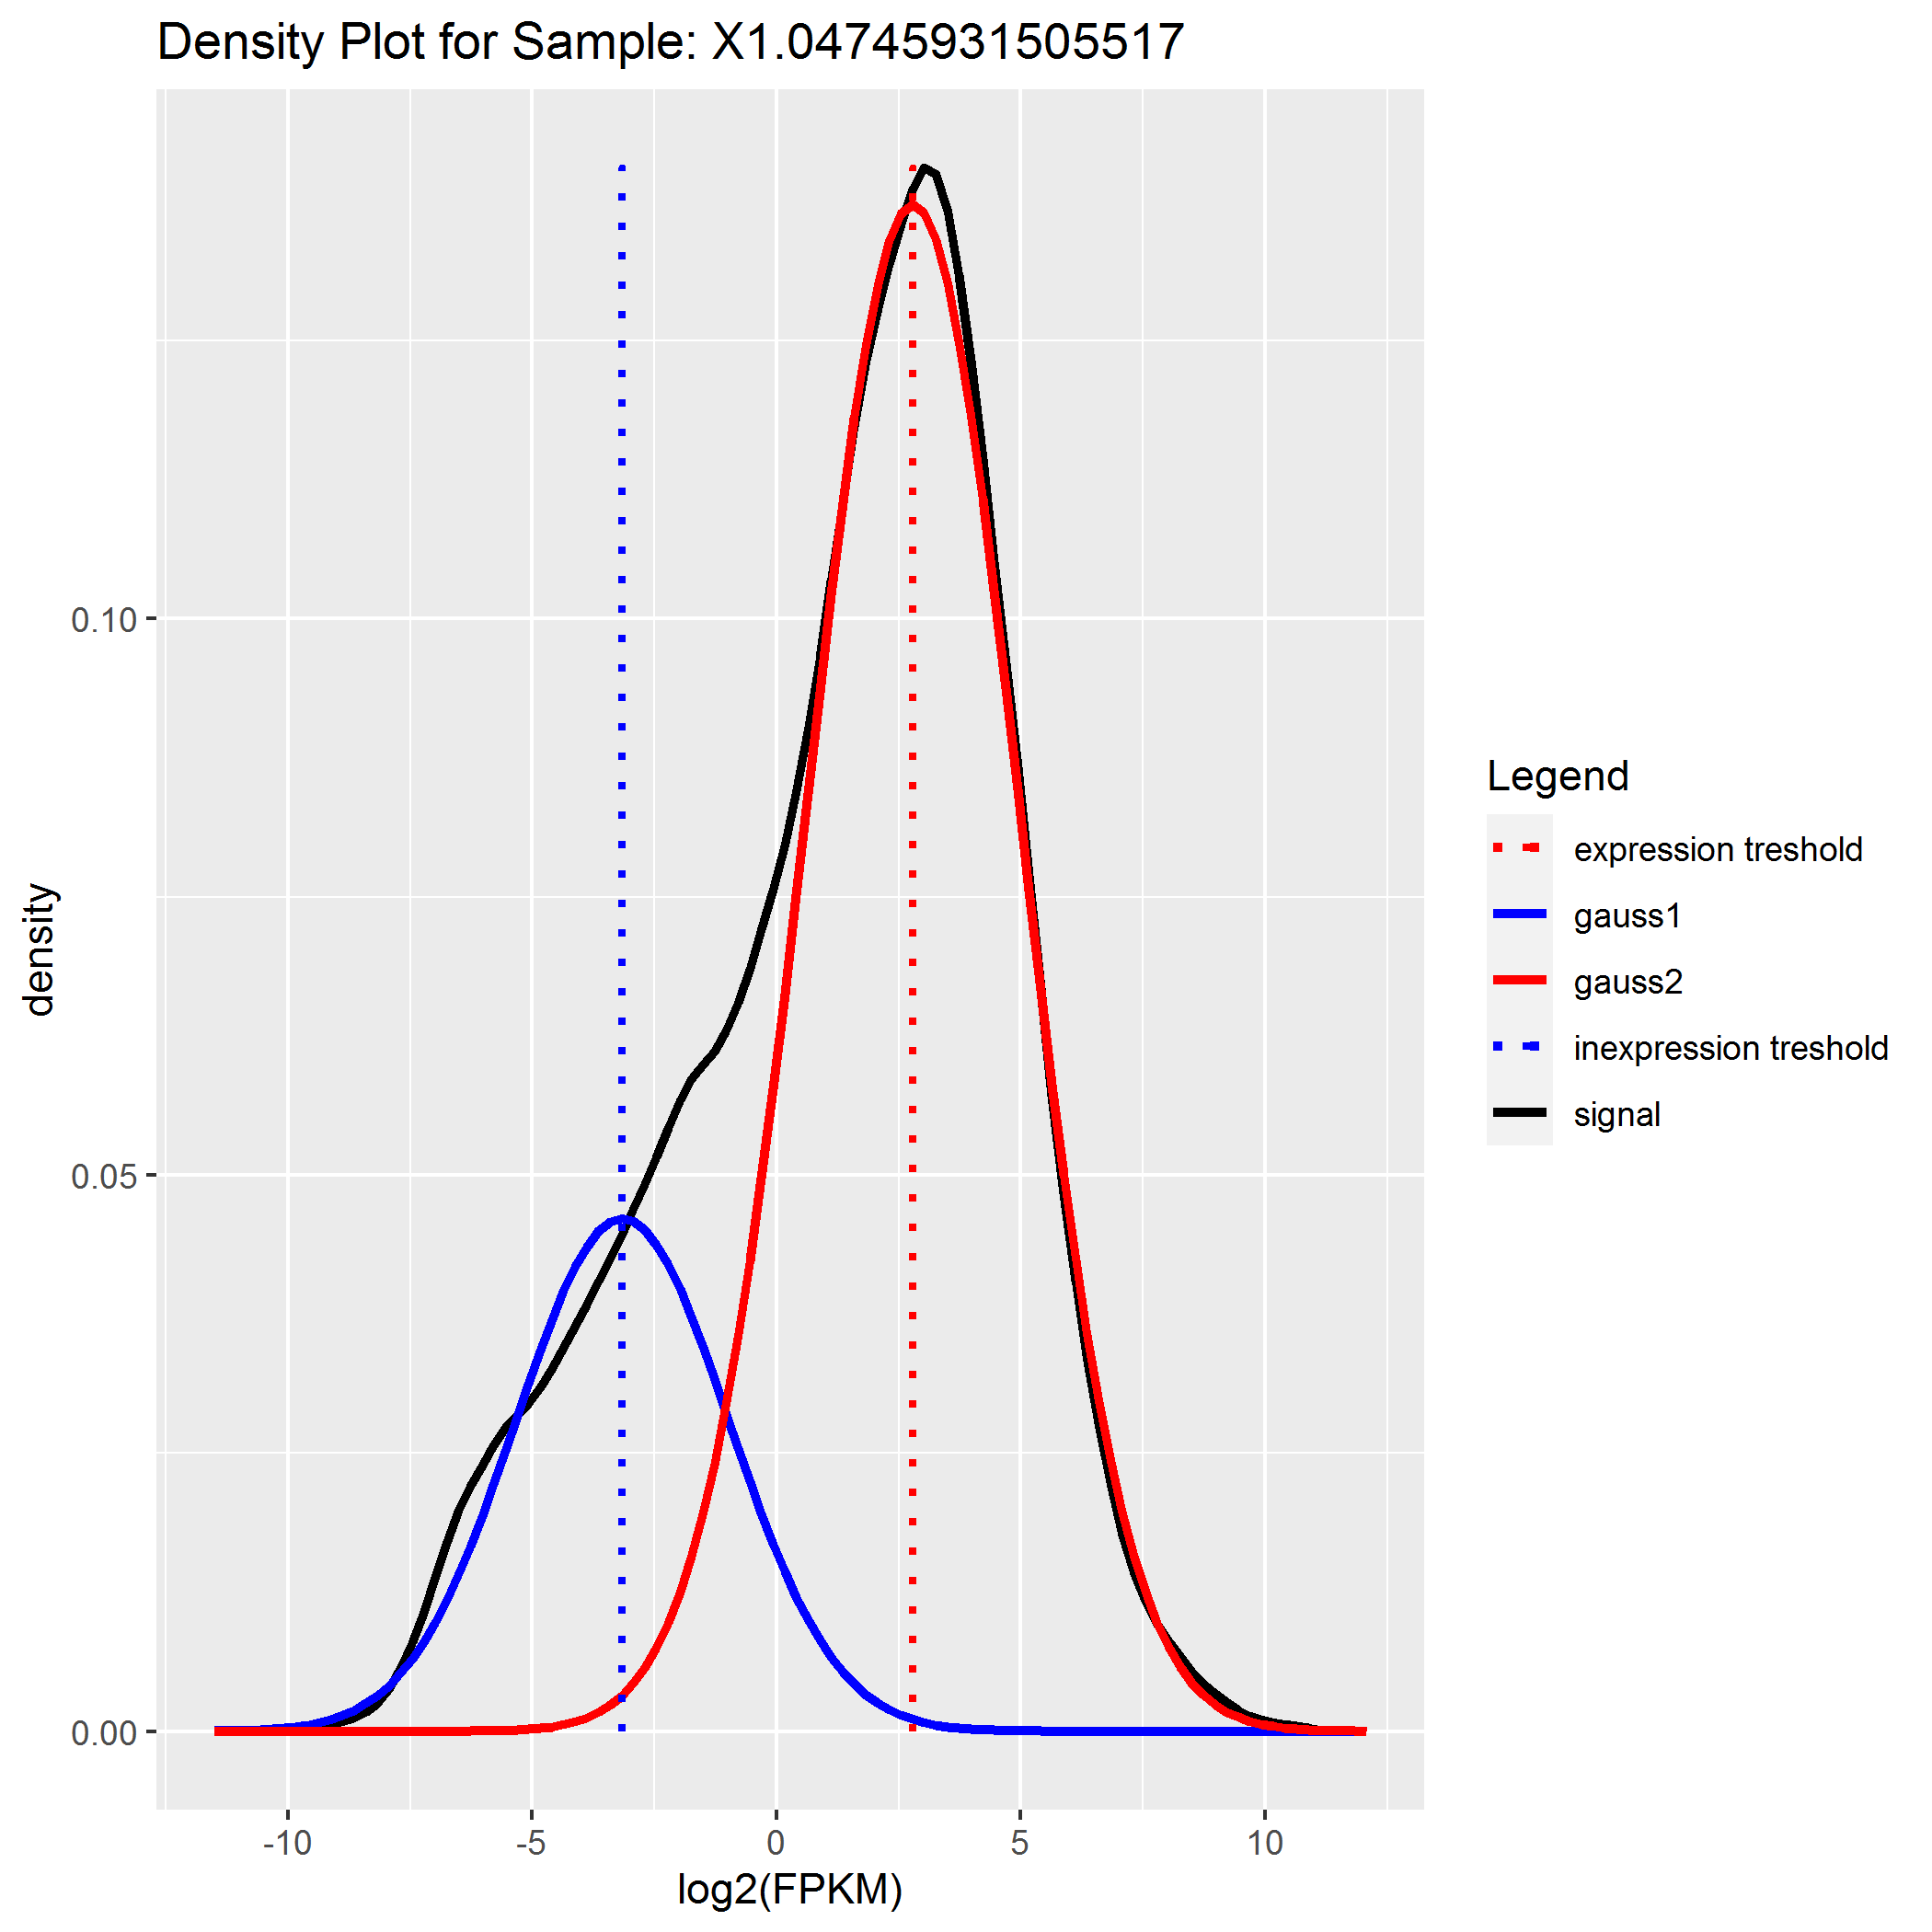 Density Plot for Sample: X1.04745931505517
density
0.10
0.05
0.00
-10
-5
0
5
10
log2(FPKM)
Legend
expression treshold
gauss1
gauss2
inexpression treshold
signal